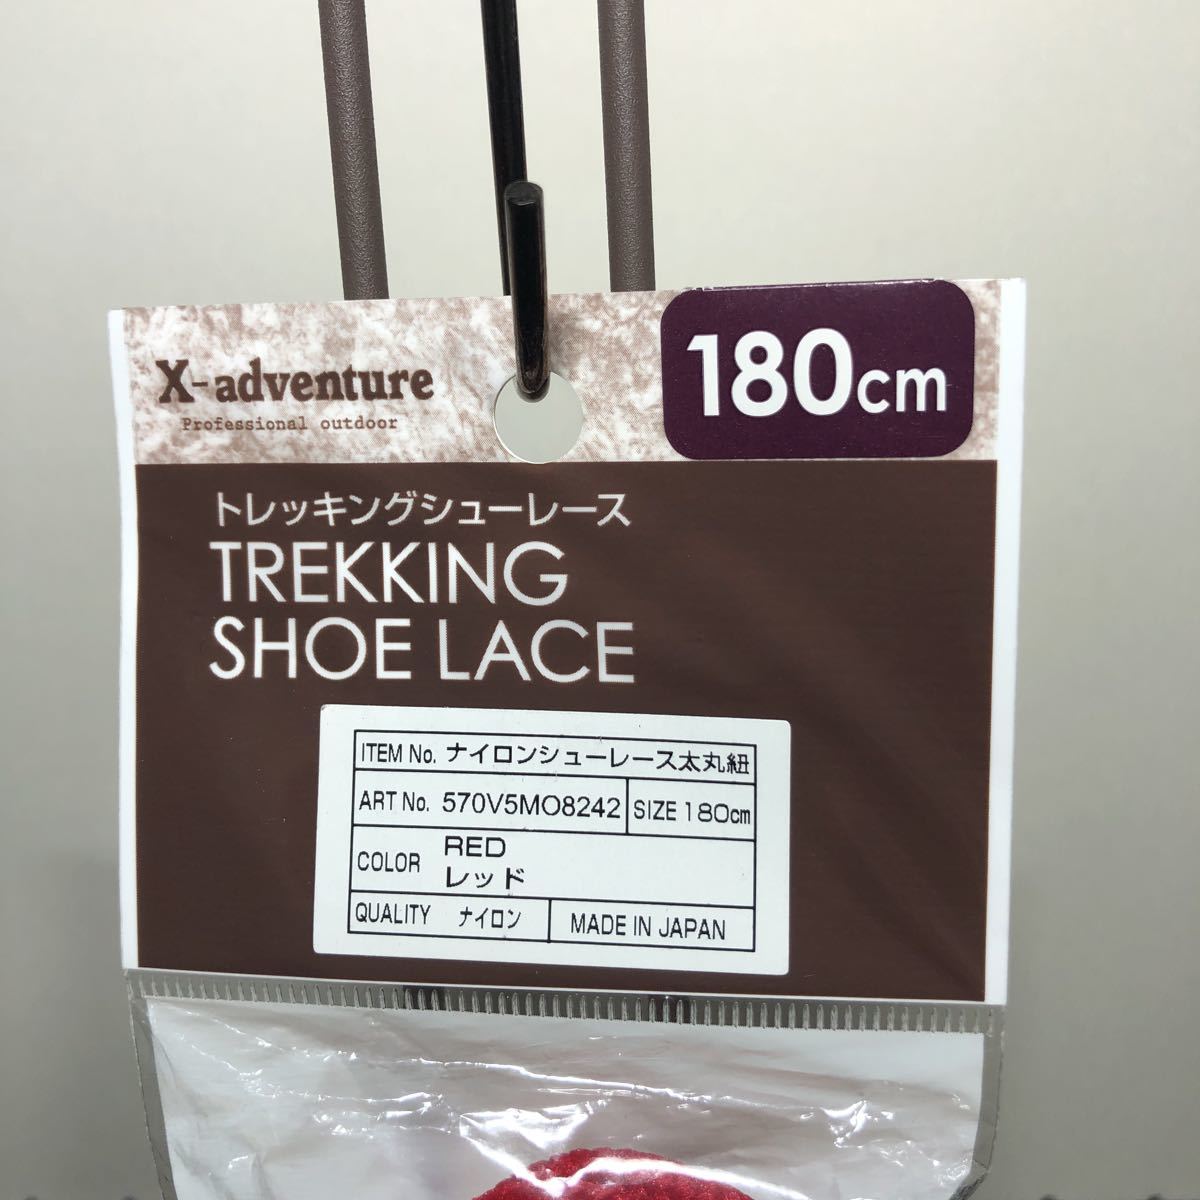 X-adventure
Professional outdoor
180cm
トレッキングシューレース
TREKKING
SHOE LACE
ITEM No. ナイロンシューレース太丸紐
ART No. 570V5MO8242 SIZE 180cm
COLOR RED
レッド
QUALITY ナイロン MADE IN JAPAN